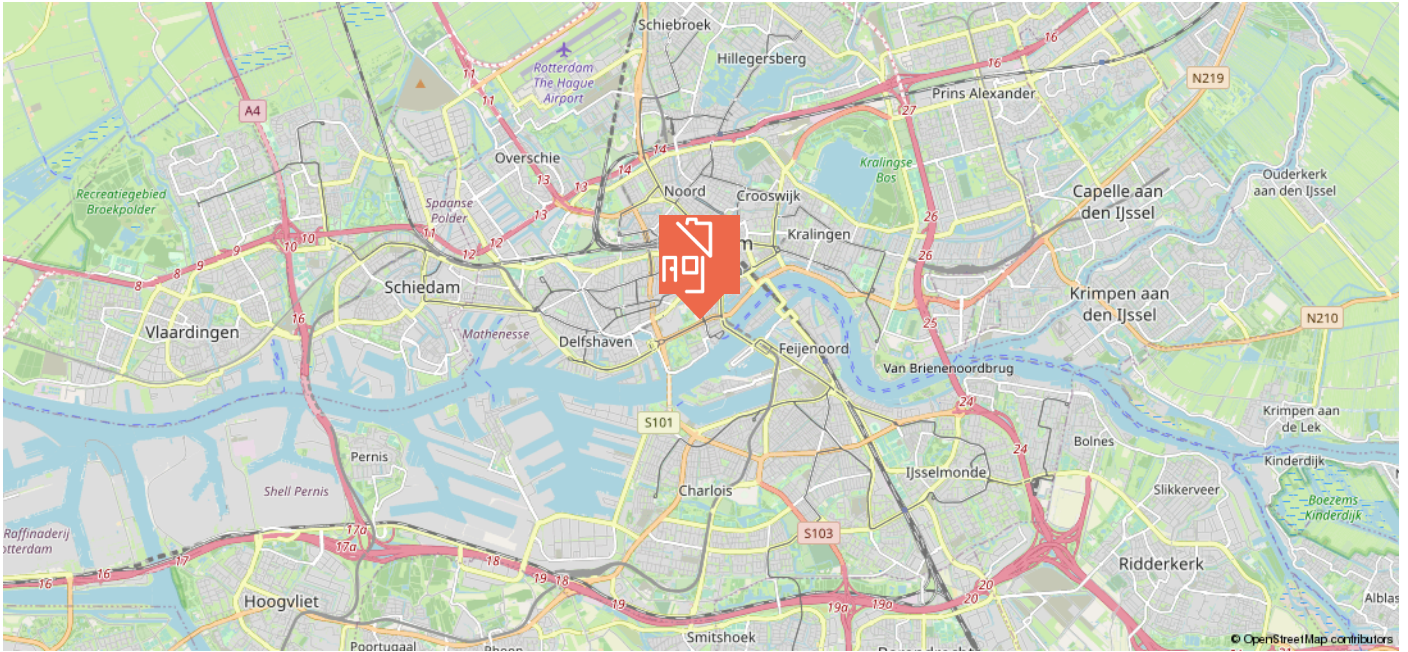 Schiebroek
Hillegersberg
16
11
Rotterdam
The Hague
Airport
16
N219
Prins Alexander
11
A4
27
14
Overschie
14
Kralingse
Bos
Ouderkerk
aan den IJssel
13
13
Noord
Crooswijk
Capelle aan
den IJssel
Recreatiegebied
Broekpolder
Spaanse
Polder
13
26
11
Kralingen
10
10
12
12
9
9
26
8
8
Schiedam
Krimpen aan
den IJssel
16
25
N210
Vlaardingen
Mathenesse
Delfshaven
Feijenoord
Van Brienenoordbrug
24
S101
Krimpen aan
de Lek
24
Bolnes
Pernis
Kinderdijk
IJsselmonde
Shell Pernis
Charlois
Slikkerveer
Boezems
Kinderdijk
17a
S103
Raffinaderij
17a
17
18
Ridderkerk
16
16
19
18
20
20
Hoogvliet
19
19a
19a
Smitshoek
Poortugaal
© OpenStreetMap contributors